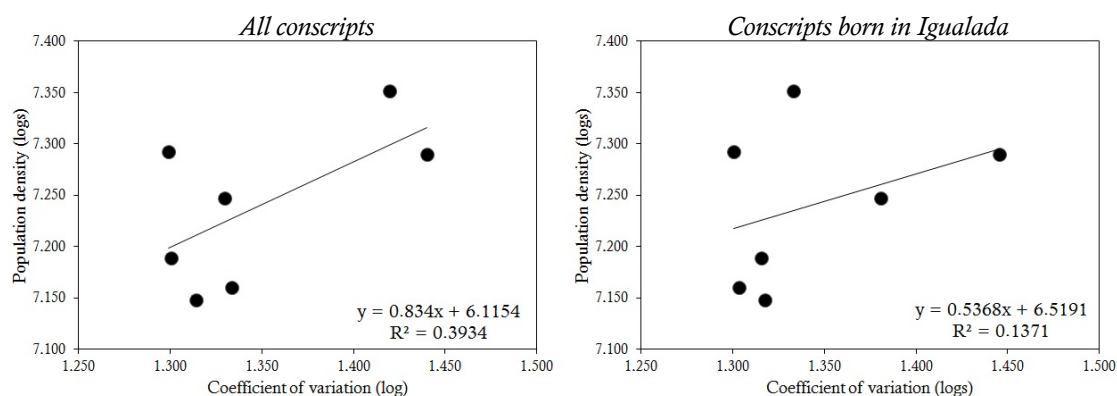 All conscripts
7.400
7.350
7.300
7.250
7.200
7.150
7.100
Population density (logs)
y = 0.834x + 6.1154
R² = 0.3934
1.250
1.300
1.350
1.400
1.450
1.500
Coefficient of variation (log)
Conscripts born in Igualada
7.400
7.350
7.300
7.250
7.200
7.150
7.100
Population density (logs)
y = 0.5368x + 6.5191
R² = 0.1371
1.250
1.300
1.350
1.400
1.450
1.500
Coefficient of variation (logs)